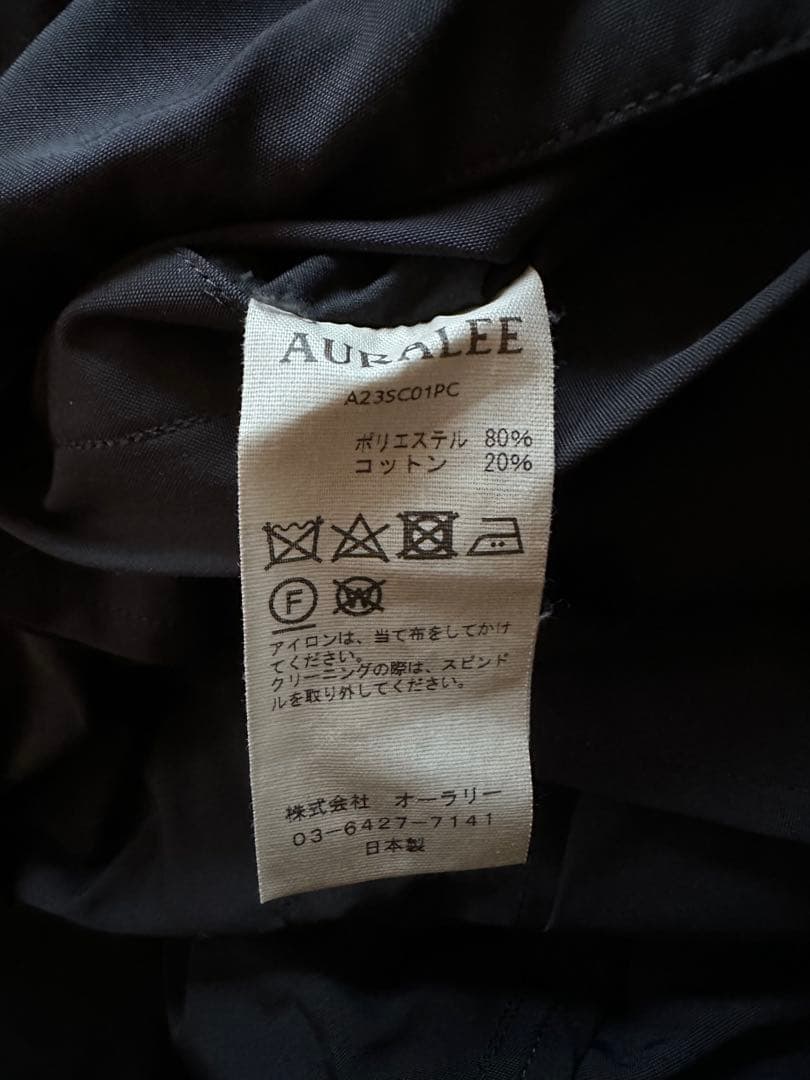 AURALEE
A23SC01PC
ポリエステル 80%
コットン 20%
F W
アイロンは、当て布をしてかけ
てください。
クリーニングの際は、スピンド
ルを取り外してください。
株式会社 オーラリー
03-6427-7141
日本製